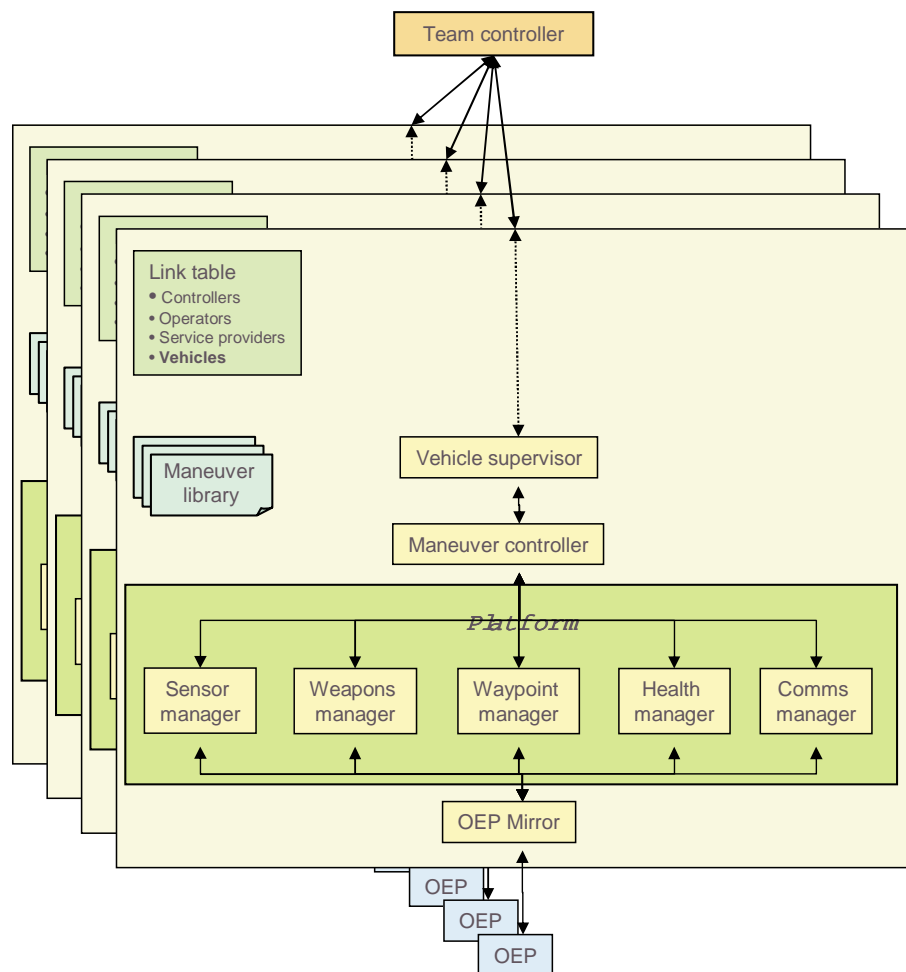 Team controller
Link table
• Controllers
• Operators
• Service providers
• Vehicles
Maneuver
library
Vehicle supervisor
Maneuver controller
Platform
Sensor
manager
Weapons
manager
Waypoint
manager
Health
manager
Comms
manager
OEP Mirror
OEP
OEP
OEP